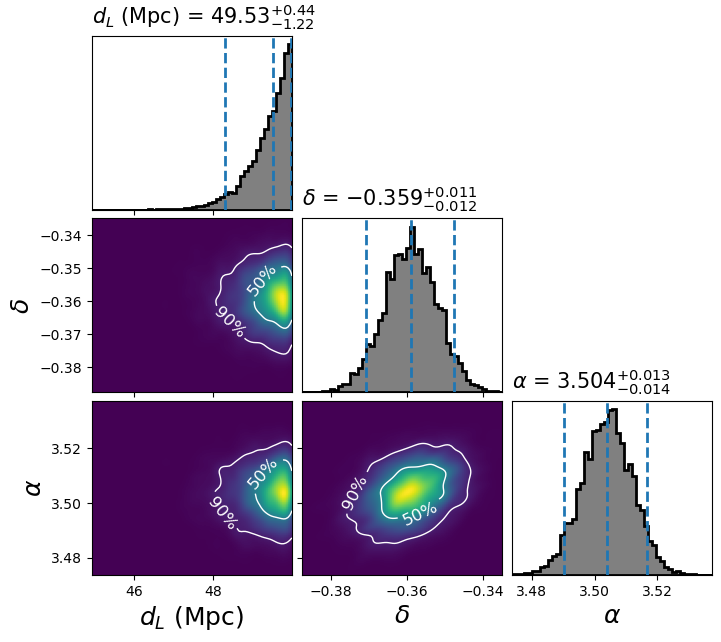 d_L (Mpc) = 49.53^{+0.44}_{−1.22}
δ = −0.359^{+0.011}_{−0.012}
−0.34
−0.35
−0.36
−0.37
−0.38
δ
50%
90%
α = 3.504^{+0.013}_{−0.014}
3.52
3.50
3.48
α
50%
90%
90%
50%
46
48
−0.38
−0.36
−0.34
3.48
3.50
3.52
d_L (Mpc)
δ
α